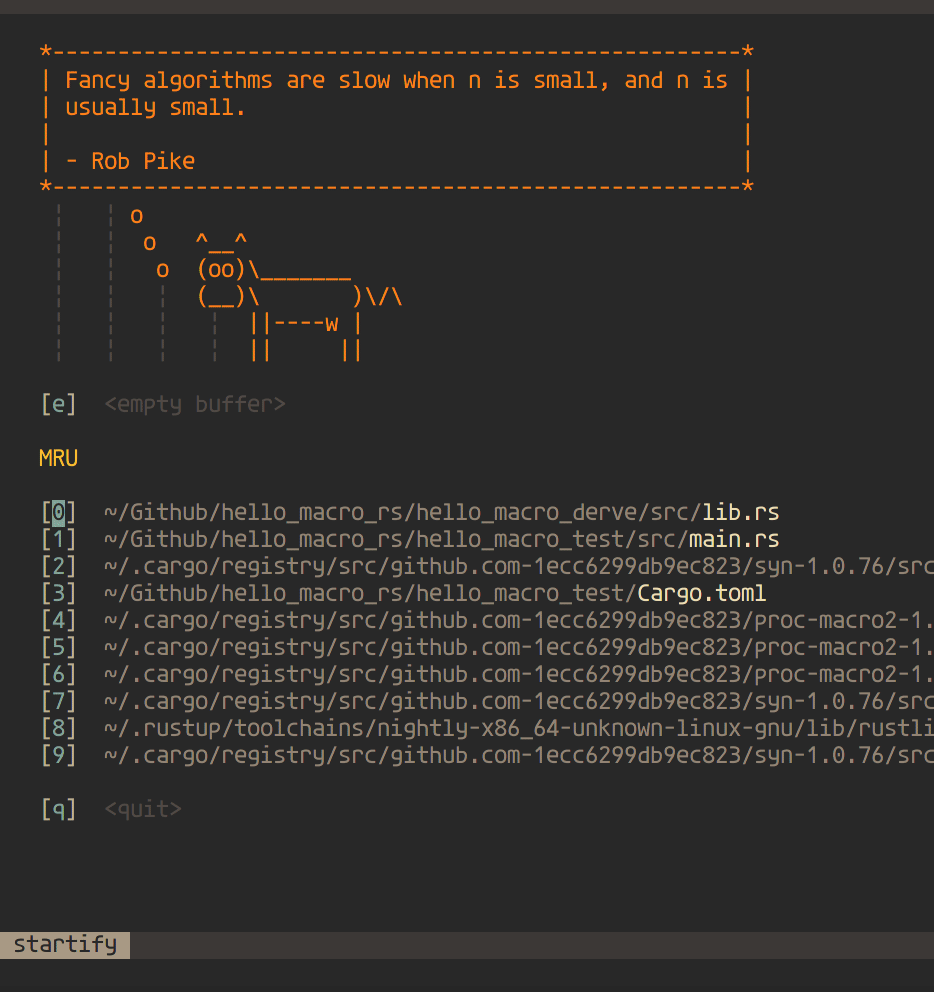 *-----------------------------------------------------*
| Fancy algorithms are slow when n is small, and n is |
| usually small.                                      |
|                                                     |
| - Rob Pike                                          |
*-----------------------------------------------------*
       o
        o   ^__^
         o  (oo)\_______
            (__)\       )\/\
                ||----w |
                ||     ||
[e]  <empty buffer>
MRU
[0]  ~/Github/hello_macro_rs/hello_macro_derve/src/lib.rs
[1]  ~/Github/hello_macro_rs/hello_macro_test/src/main.rs
[2]  ~/.cargo/registry/src/github.com-1ecc6299db9ec823/syn-1.0.76/src
[3]  ~/Github/hello_macro_rs/hello_macro_test/Cargo.toml
[4]  ~/.cargo/registry/src/github.com-1ecc6299db9ec823/proc-macro2-1.
[5]  ~/.cargo/registry/src/github.com-1ecc6299db9ec823/proc-macro2-1.
[6]  ~/.cargo/registry/src/github.com-1ecc6299db9ec823/proc-macro2-1.
[7]  ~/.cargo/registry/src/github.com-1ecc6299db9ec823/syn-1.0.76/src
[8]  ~/.rustup/toolchains/nightly-x86_64-unknown-linux-gnu/lib/rustli
[9]  ~/.cargo/registry/src/github.com-1ecc6299db9ec823/syn-1.0.76/src
[q]  <quit>
startify